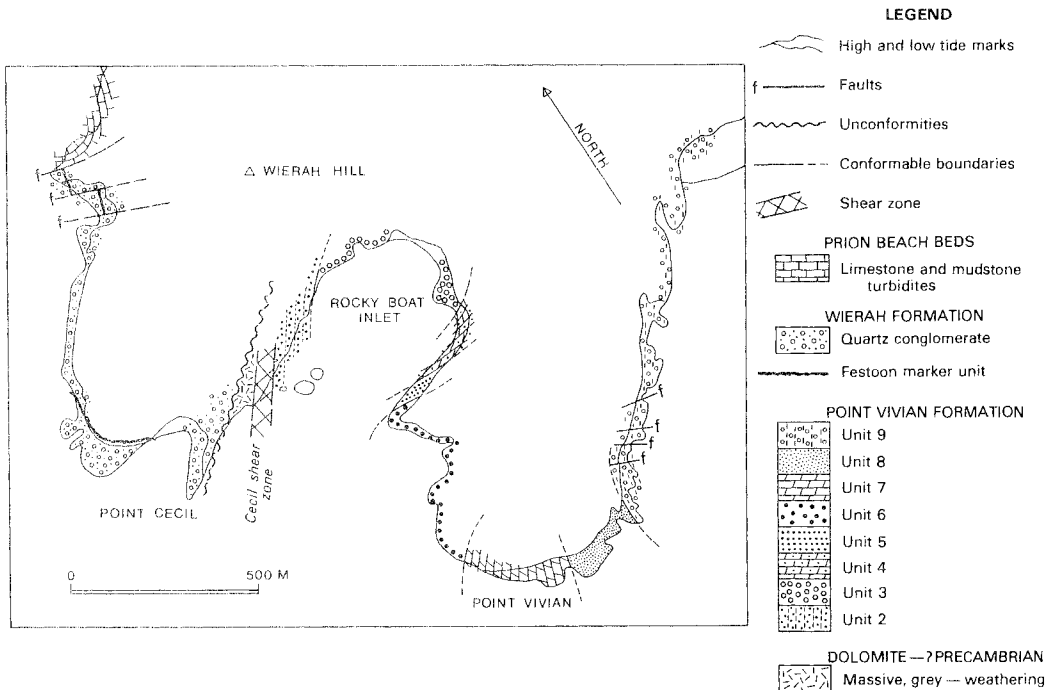 LEGEND
High and low tide marks
f Faults
Unconformities
Conformable boundaries
Shear zone
PRION BEACH BEDS
Limestone and mudstone
turbidites
WIERAH FORMATION
Quartz conglomerate
Festoon marker unit
POINT VIVIAN FORMATION
Unit 9
Unit 8
Unit 7
Unit 6
Unit 5
Unit 4
Unit 3
Unit 2
DOLOMITE—?PRECAMBRIAN
Massive, grey — weathering
NORTH
WIERAH HILL
f
f
f
ROCKY BOAT
INLET
f
f
f
f
Cecil shear
zone
POINT CECIL
0 500 M
POINT VIVIAN